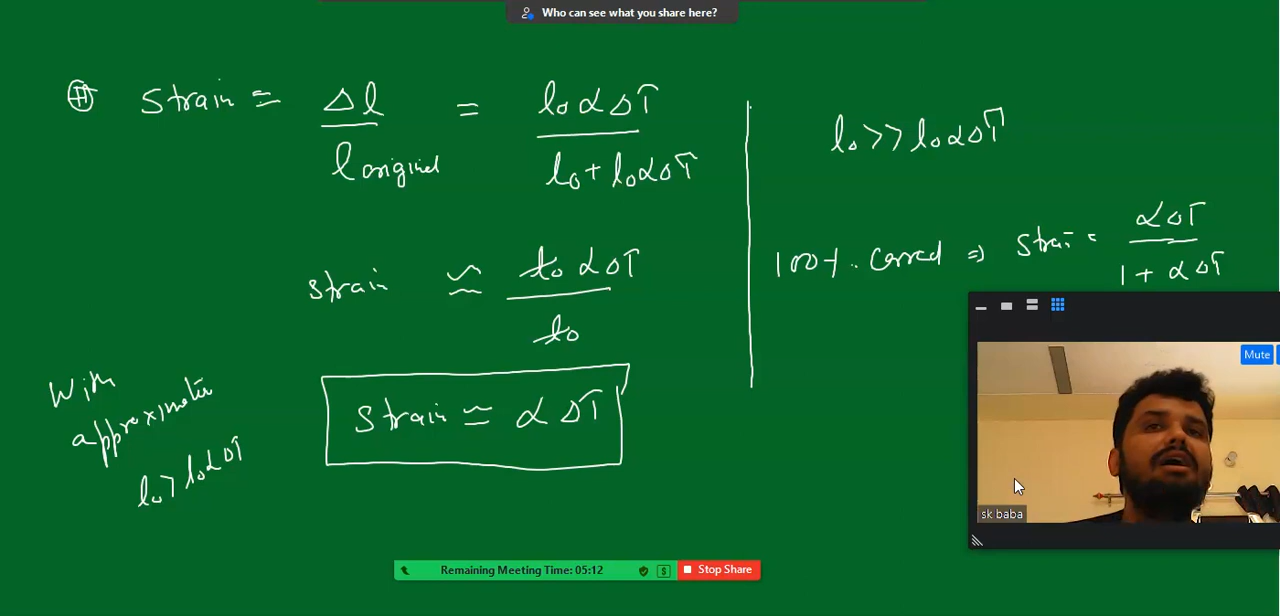 Who can see what you share here?
Strain = Δl / l original = l₀αΔT / l₀ + l₀αΔT
strain ≃ l₀αΔT / l₀
strain ≃ αΔT
With
approximation
l₀ > l₀αΔT
l₀ >> l₀αΔT
100%. correct ⇒ strain = αΔT / 1 + αΔT
Mute
sk baba
Remaining Meeting Time: 05:12
$
Stop Share